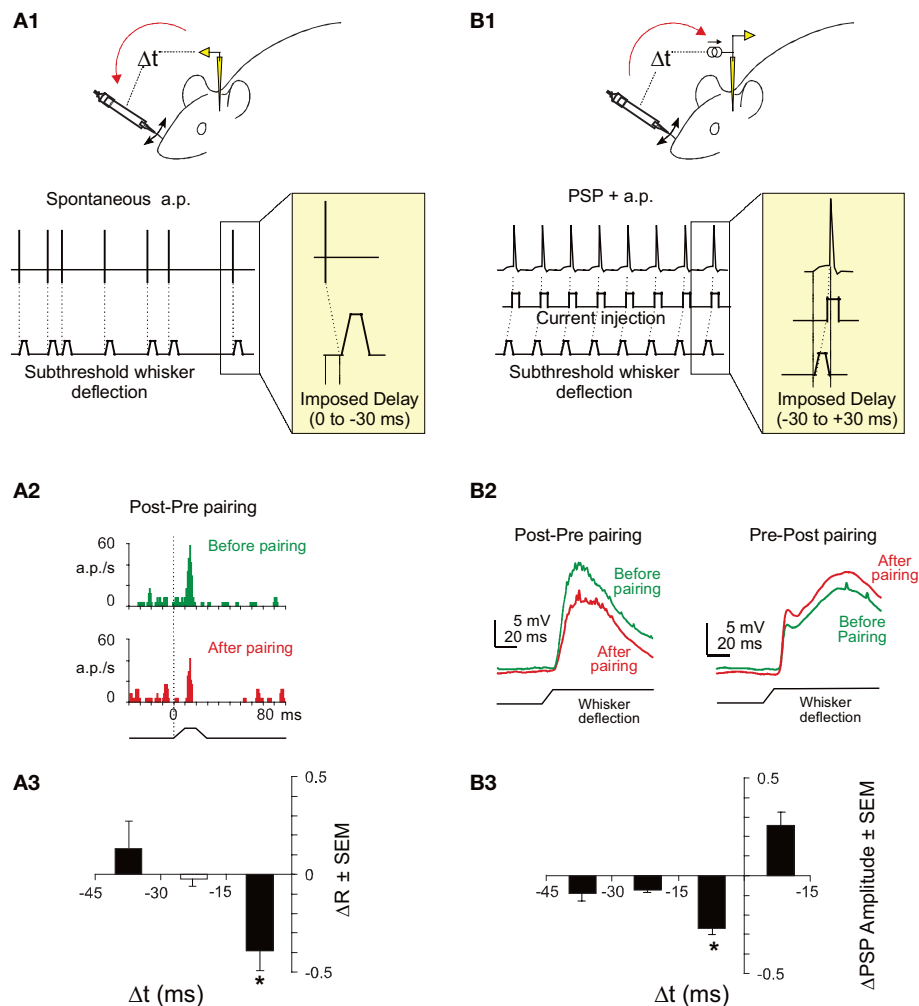 A1
Δt
Spontaneous a.p.
Subthreshold whisker
deflection
Imposed Delay
(0 to -30 ms)
B1
Δt
PSP + a.p.
Current injection
Subthreshold whisker
deflection
Imposed Delay
(-30 to +30 ms)
A2
Post-Pre pairing
60
a.p./s
0
Before pairing
60
a.p./s
0
After pairing
0 80 ms
B2
Post-Pre pairing
Before
pairing
5 mV
20 ms
After
pairing
Whisker
deflection
Pre-Post pairing
After
pairing
5 mV
20 ms
Before
Pairing
Whisker
deflection
A3
0.5
0
-45 -30 -15
-0.5
*
ΔR ± SEM
Δt (ms)
B3
0.5
-45 -30 -15 -15
-0.5
*
ΔPSP Amplitude ± SEM
Δt (ms)